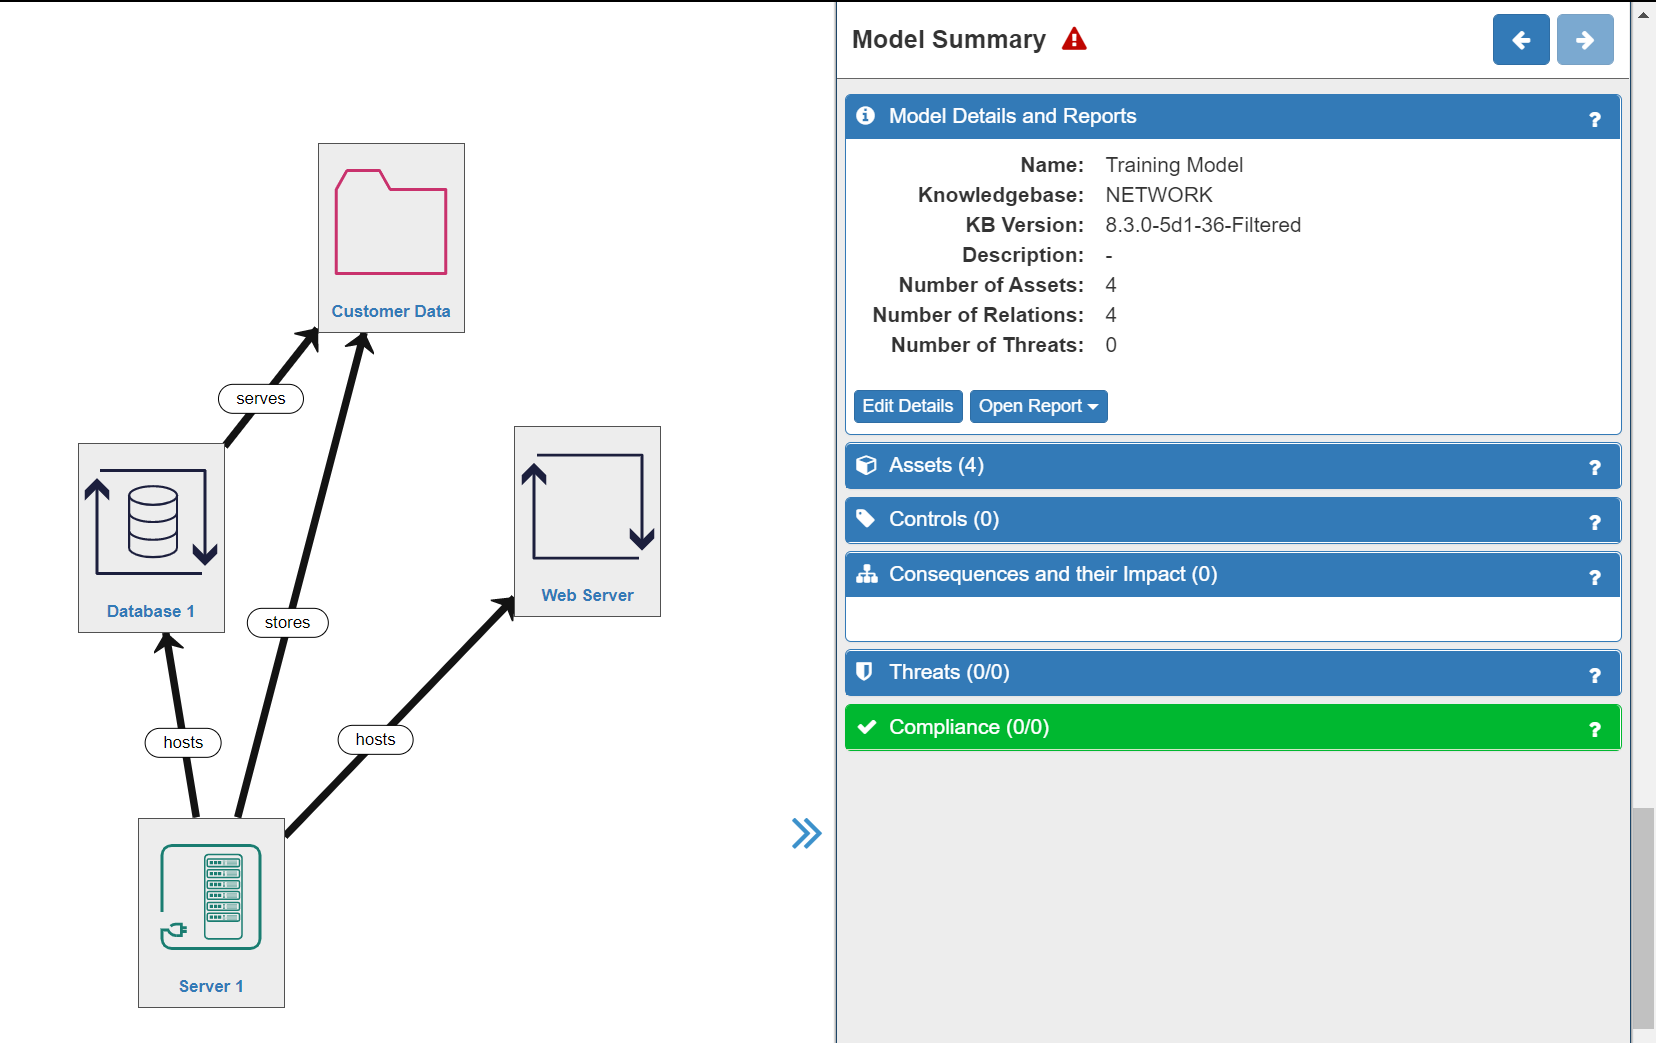 Customer Data
serves
Database 1
Web Server
stores
hosts
hosts
Server 1
Model Summary
Model Details and Reports ?
Name: Training Model
Knowledgebase: NETWORK
KB Version: 8.3.0-5d1-36-Filtered
Description: -
Number of Assets: 4
Number of Relations: 4
Number of Threats: 0
Edit Details Open Report
Assets (4) ?
Controls (0) ?
Consequences and their Impact (0) ?
Threats (0/0) ?
Compliance (0/0) ?